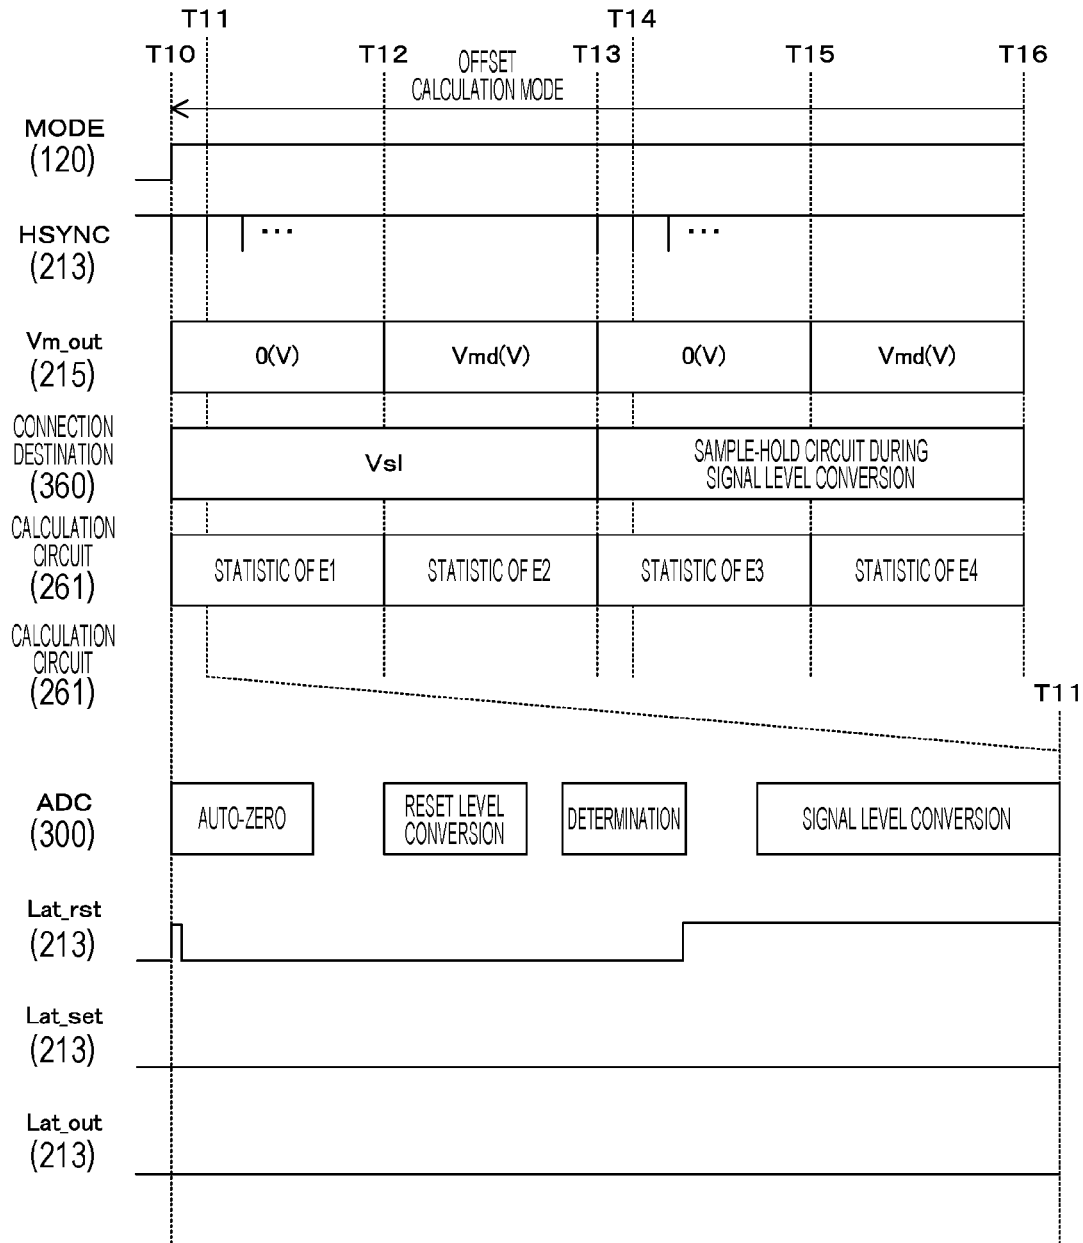 T11
T14
T10
T12
T13
T15
T16
OFFSET
CALCULATION MODE
MODE
(120)
HSYNC
(213)
...
...
Vm_out
(215)
0(V)
Vmd(V)
0(V)
Vmd(V)
CONNECTION
DESTINATION
(360)
Vsl
SAMPLE-HOLD CIRCUIT DURING
SIGNAL LEVEL CONVERSION
CALCULATION
CIRCUIT
(261)
STATISTIC OF E1
STATISTIC OF E2
STATISTIC OF E3
STATISTIC OF E4
CALCULATION
CIRCUIT
(261)
T11
ADC
(300)
AUTO-ZERO
RESET LEVEL
CONVERSION
DETERMINATION
SIGNAL LEVEL CONVERSION
Lat_rst
(213)
Lat_set
(213)
Lat_out
(213)